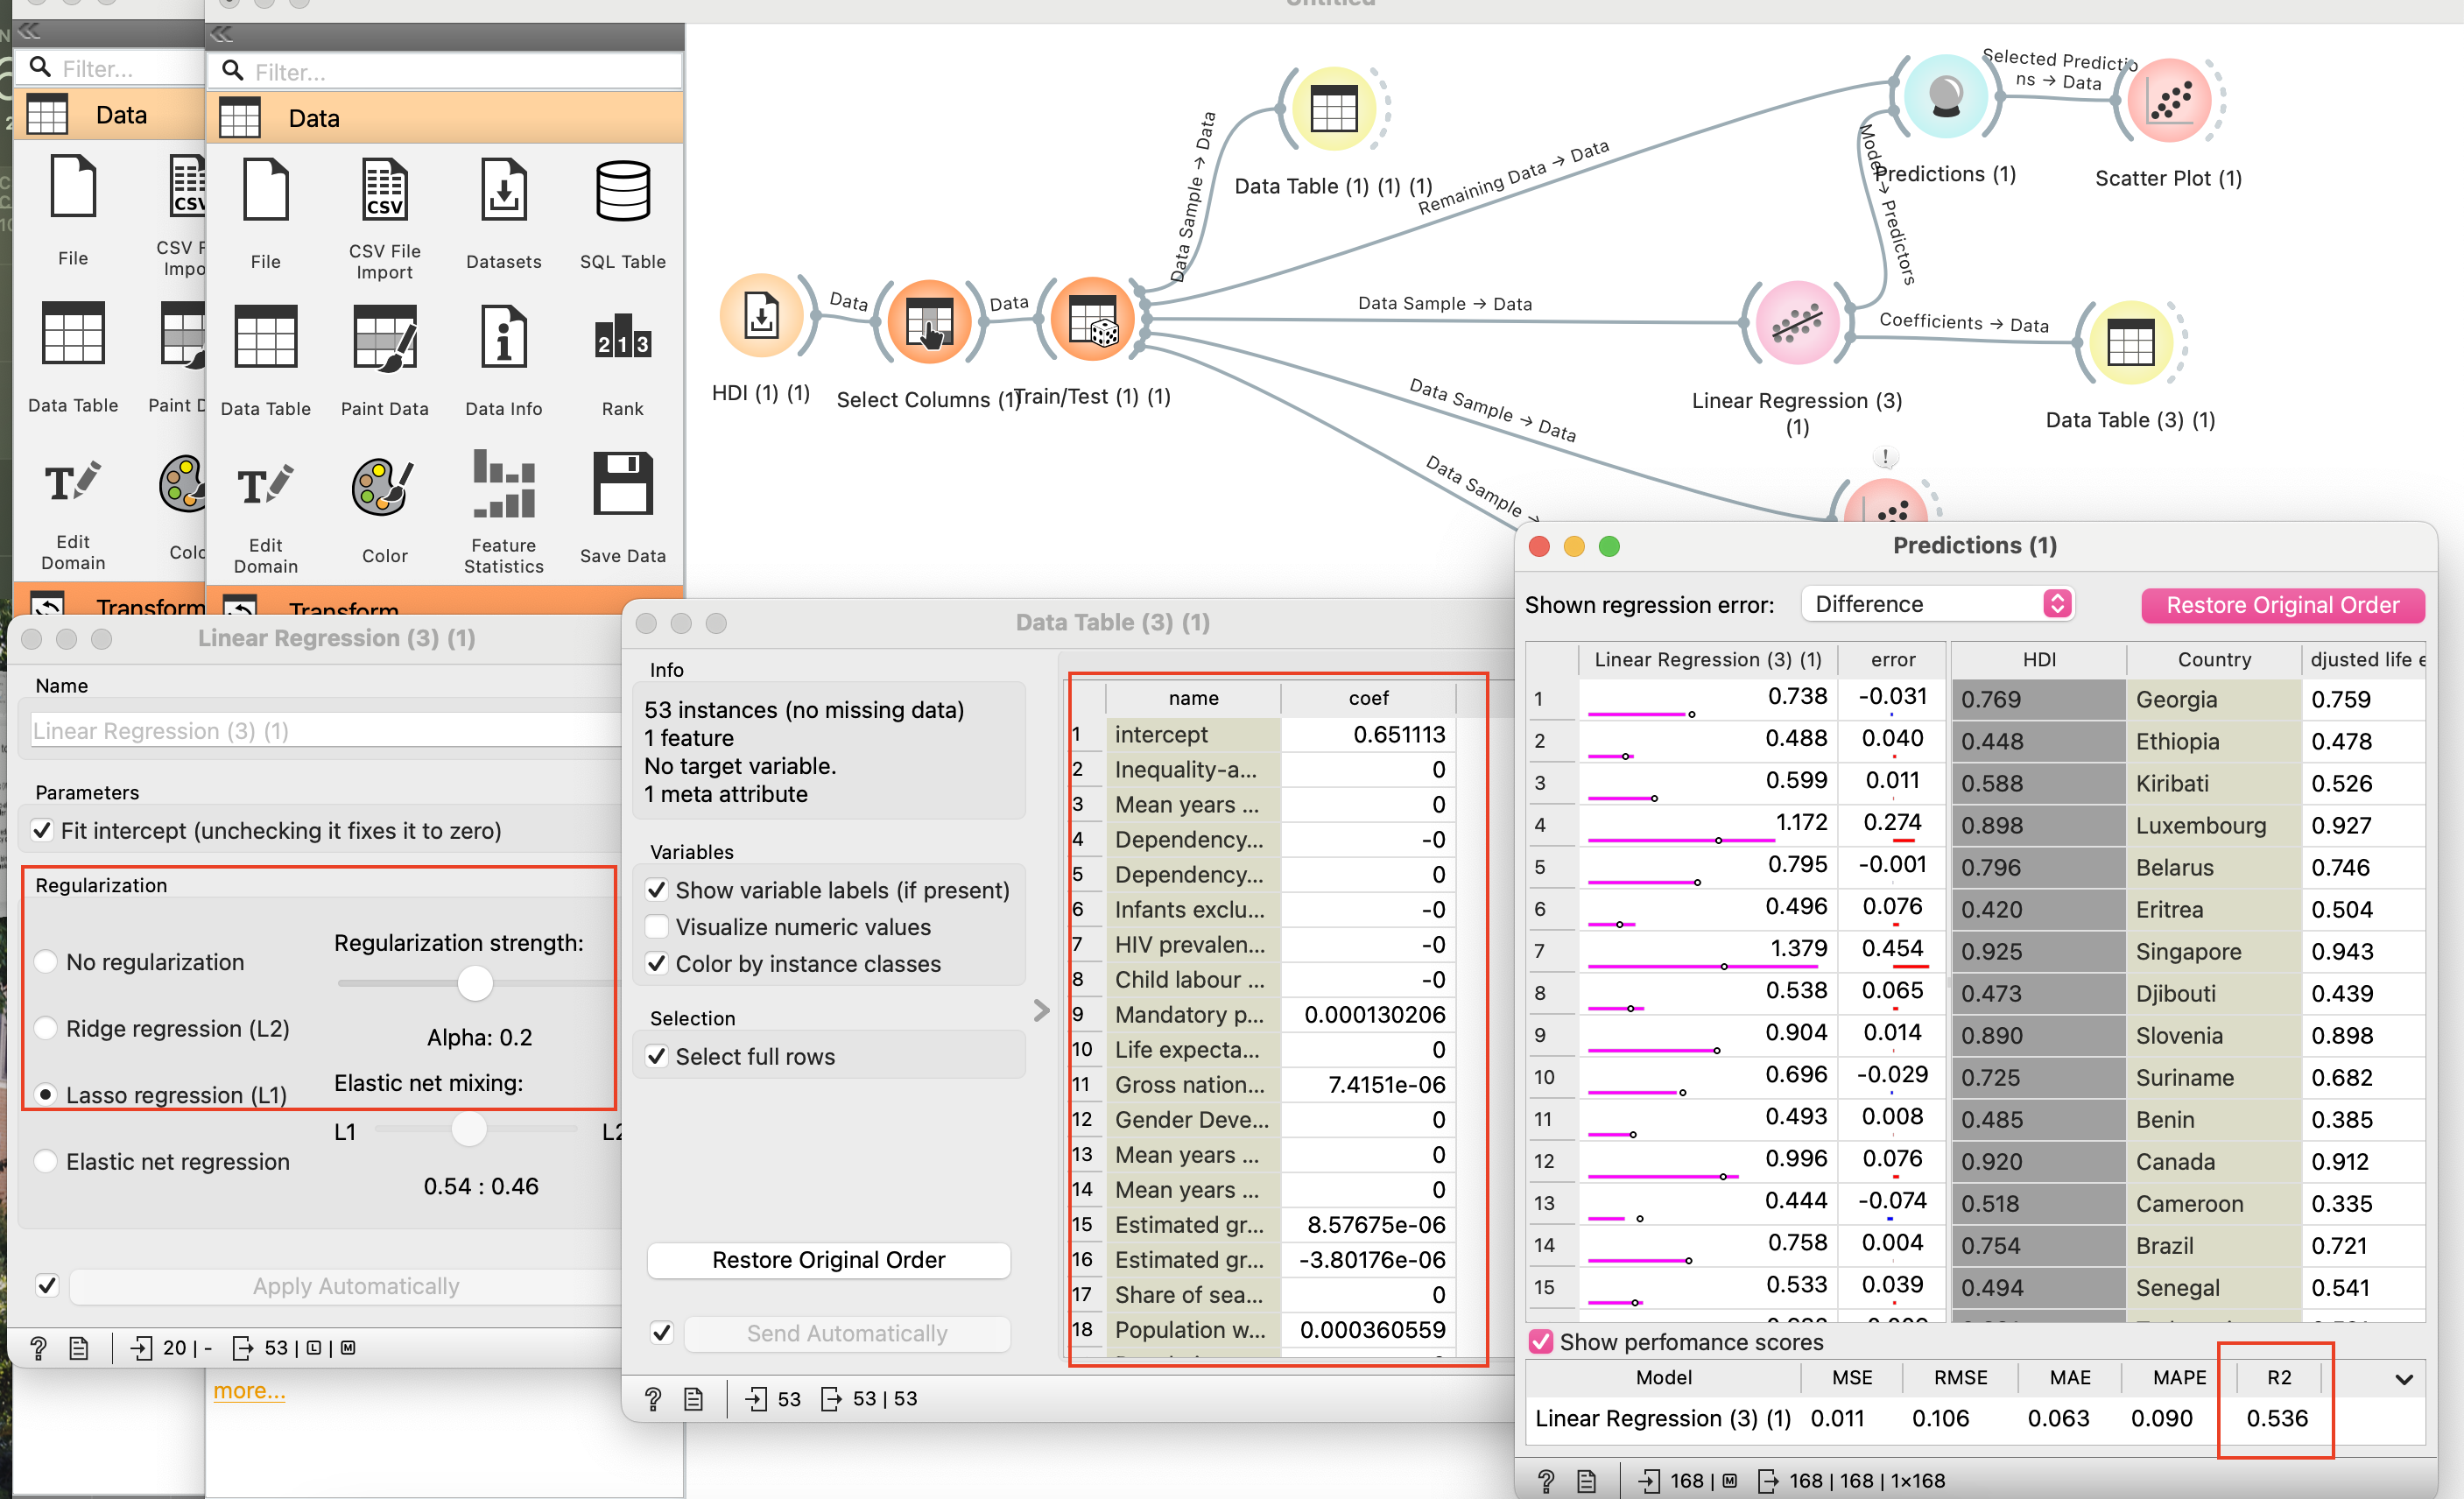 Untitled
Filter...
Filter...
Data
Data
File
CSV F
Impo
File
CSV File
Import
Datasets
SQL Table
Data Table
Paint D
Data Table
Paint Data
Data Info
Rank
Edit
Domain
Colo
Edit
Domain
Color
Feature
Statistics
Save Data
Transform
Transform
more...
HDI (1) (1)
Data
Select Columns (1)
Data
Train/Test (1) (1)
Data Sample → Data
Data Table (1) (1) (1)
Remaining Data → Data
Data Sample → Data
Data Sample → Data
Data Sample →
Model → Predictors
Predictions (1)
Selected Predictio
ns → Data
Scatter Plot (1)
Linear Regression (3)
(1)
Coefficients → Data
Data Table (3) (1)
Linear Regression (3) (1)
Name
Linear Regression (3) (1)
Parameters
Fit intercept (unchecking it fixes it to zero)
Regularization
No regularization
Ridge regression (L2)
Lasso regression (L1)
Elastic net regression
Regularization strength:
Alpha: 0.2
Elastic net mixing:
L1
L2
0.54 : 0.46
Apply Automatically
? 20 | - 53 | L | M
Data Table (3) (1)
Info
53 instances (no missing data)
1 feature
No target variable.
1 meta attribute
Variables
Show variable labels (if present)
Visualize numeric values
Color by instance classes
Selection
Select full rows
Restore Original Order
Send Automatically
? 53 53 | 53
name coef
1 intercept 0.651113
2 Inequality-a... 0
3 Mean years ... 0
4 Dependency... -0
5 Dependency... 0
6 Infants exclu... -0
7 HIV prevalen... -0
8 Child labour ... -0
9 Mandatory p... 0.000130206
10 Life expecta... 0
11 Gross nation... 7.4151e-06
12 Gender Deve... 0
13 Mean years ... 0
14 Mean years ... 0
15 Estimated gr... 8.57675e-06
16 Estimated gr... -3.80176e-06
17 Share of sea... 0
18 Population w... 0.000360559
Predictions (1)
Shown regression error: Difference Restore Original Order
Linear Regression (3) (1) error HDI Country djusted life e
1 0.738 -0.031 0.769 Georgia 0.759
2 0.488 0.040 0.448 Ethiopia 0.478
3 0.599 0.011 0.588 Kiribati 0.526
4 1.172 0.274 0.898 Luxembourg 0.927
5 0.795 -0.001 0.796 Belarus 0.746
6 0.496 0.076 0.420 Eritrea 0.504
7 1.379 0.454 0.925 Singapore 0.943
8 0.538 0.065 0.473 Djibouti 0.439
9 0.904 0.014 0.890 Slovenia 0.898
10 0.696 -0.029 0.725 Suriname 0.682
11 0.493 0.008 0.485 Benin 0.385
12 0.996 0.076 0.920 Canada 0.912
13 0.444 -0.074 0.518 Cameroon 0.335
14 0.758 0.004 0.754 Brazil 0.721
15 0.533 0.039 0.494 Senegal 0.541
Show perfomance scores
Model MSE RMSE MAE MAPE R2
Linear Regression (3) (1) 0.011 0.106 0.063 0.090 0.536
? 168 | M 168 | 168 | 1×168